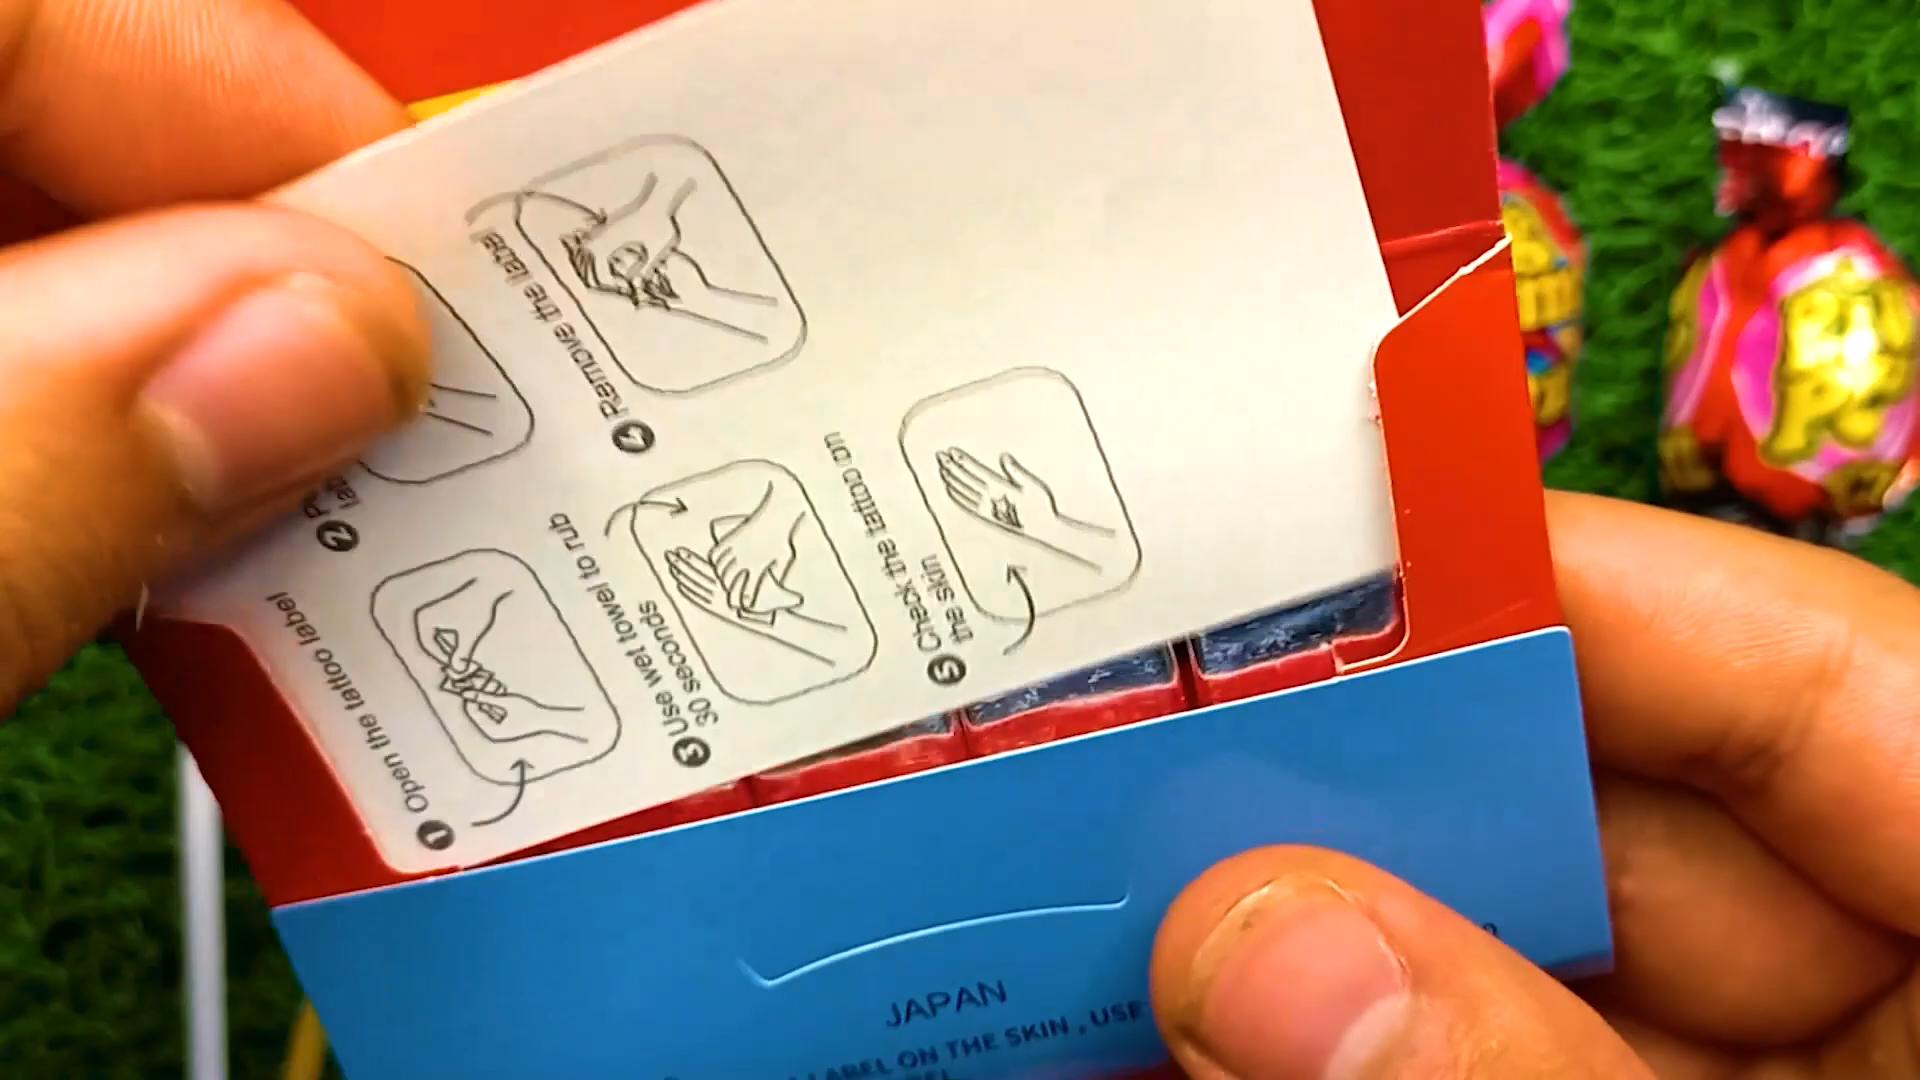 1 Open the tattoo label
2
3 Use wet towel to rub
30 seconds
4 Remove the label
5 Check the tattoo on
the skin
JAPAN
LABEL ON THE SKIN , USE